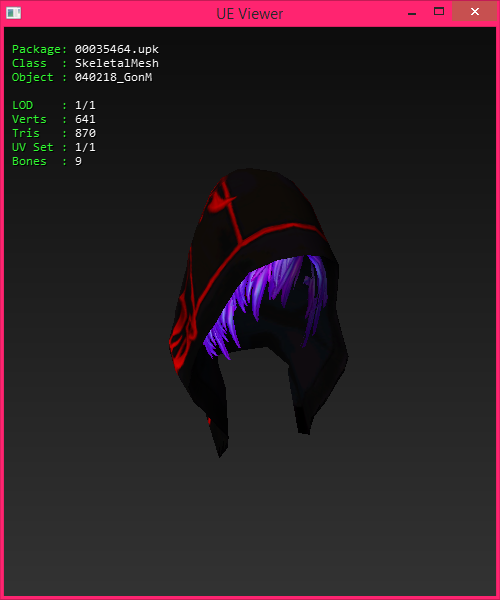 UE Viewer
Package: 00035464.upk
Class : SkeletalMesh
Object : 040218_GonM
LOD : 1/1
Verts : 641
Tris : 870
UV Set : 1/1
Bones : 9